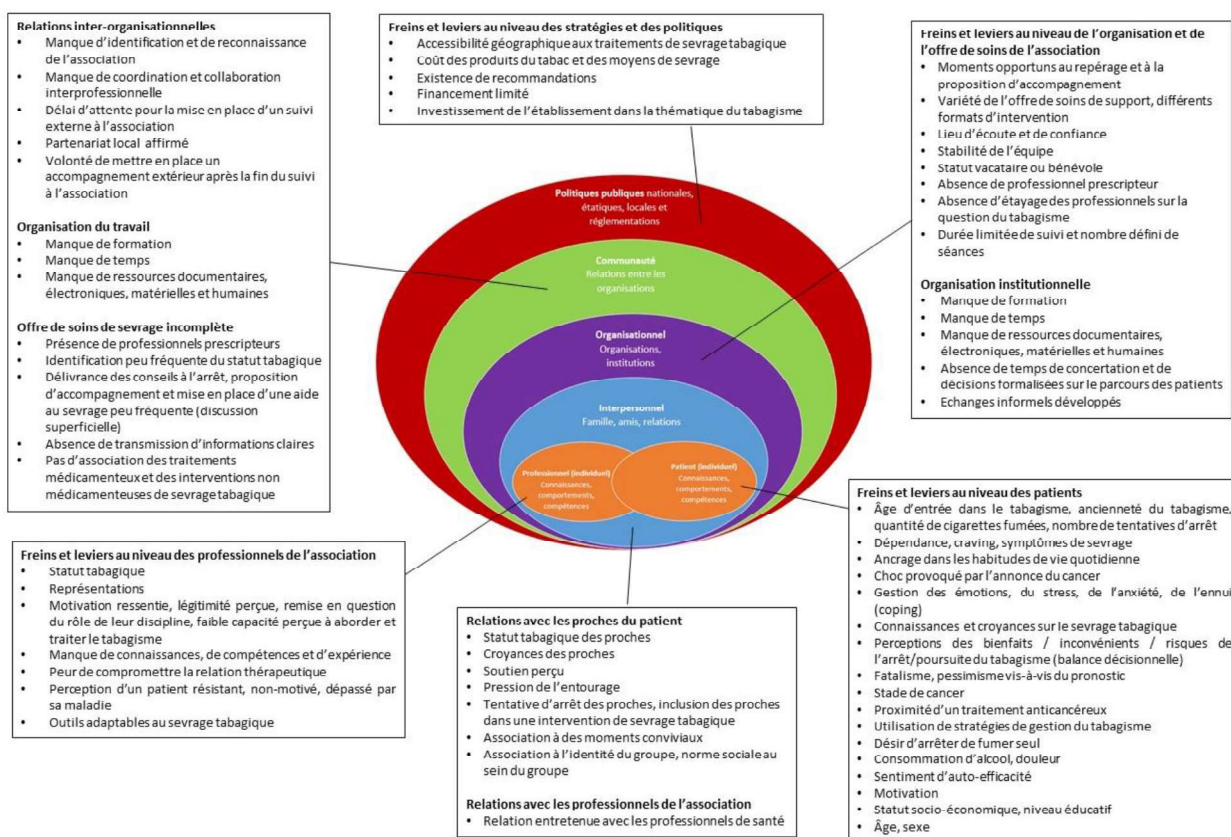 Relations inter-organisationnelles
• Manque d'identification et de reconnaissance
de l'association
• Manque de coordination et collaboration
interprofessionnelle
• Délai d'attente pour la mise en place d'un suivi
externe à l'association
• Partenariat local affirmé
• Volonté de mettre en place un
accompagnement extérieur après la fin du suivi
à l'association
Organisation du travail
• Manque de formation
• Manque de temps
• Manque de ressources documentaires,
électroniques, matérielles et humaines
Offre de soins de sevrage incomplète
• Présence de professionnels prescripteurs
• Identification peu fréquente du statut tabagique
• Délivrance des conseils à l'arrêt, proposition
d'accompagnement et mise en place d'une aide
au sevrage peu fréquente (discussion
superficielle)
• Absence de transmission d'informations claires
• Pas d'association des traitements
médicamenteux et des interventions non
médicamenteuses de sevrage tabagique
Freins et leviers au niveau des stratégies et des politiques
• Accessibilité géographique aux traitements de sevrage tabagique
• Coût des produits du tabac et des moyens de sevrage
• Existence de recommandations
• Financement limité
• Investissement de l'établissement dans la thématique du tabagisme
Freins et leviers au niveau de l'organisation et de
l'offre de soins de l'association
• Moments opportuns au repérage et à la
proposition d'accompagnement
• Variété de l'offre de soins de support, différents
formats d'intervention
• Lieu d'écoute et de confiance
• Stabilité de l'équipe
• Statut vacataire ou bénévole
• Absence de professionnel prescripteur
• Absence d'étayage des professionnels sur la
question du tabagisme
• Durée limitée de suivi et nombre défini de
séances
Organisation institutionnelle
• Manque de formation
• Manque de temps
• Manque de ressources documentaires,
électroniques, matérielles et humaines
• Absence de temps de concertation et de
décisions formalisées sur le parcours des patients
• Echanges informels développés
Politiques publiques nationales,
étatiques, locales et
réglementations
Communauté
Relations entre les
organisations
Organisationnel
Organisations,
institutions
Interpersonnel
Famille, amis, relations
Professionnel (individuel)
Connaissances,
comportements,
compétences
Patient (individuel)
Connaissances,
comportements,
compétences
Freins et leviers au niveau des professionnels de l'association
• Statut tabagique
• Représentations
• Motivation ressentie, légitimité perçue, remise en question
du rôle de leur discipline, faible capacité perçue à aborder et
traiter le tabagisme
• Manque de connaissances, de compétences et d'expérience
• Peur de compromettre la relation thérapeutique
• Perception d'un patient résistant, non-motivé, dépassé par
sa maladie
• Outils adaptables au sevrage tabagique
Relations avec les proches du patient
• Statut tabagique des proches
• Croyances des proches
• Soutien perçu
• Pression de l'entourage
• Tentative d'arrêt des proches, inclusion des proches
dans une intervention de sevrage tabagique
• Association à des moments conviviaux
• Association à l'identité du groupe, norme sociale au
sein du groupe
Relations avec les professionnels de l'association
• Relation entretenue avec les professionnels de santé
Freins et leviers au niveau des patients
• Âge d'entrée dans le tabagisme, ancienneté du tabagisme,
quantité de cigarettes fumées, nombre de tentatives d'arrêt
• Dépendance, craving, symptômes de sevrage
• Ancrage dans les habitudes de vie quotidienne
• Choc provoqué par l'annonce du cancer
• Gestion des émotions, du stress, de l'anxiété, de l'ennui
(coping)
• Connaissances et croyances sur le sevrage tabagique
• Perceptions des bienfaits / inconvénients / risques de
l'arrêt/poursuite du tabagisme (balance décisionnelle)
• Fatalisme, pessimisme vis-à-vis du pronostic
• Stade de cancer
• Proximité d'un traitement anticancéreux
• Utilisation de stratégies de gestion du tabagisme
• Désir d'arrêter de fumer seul
• Consommation d'alcool, douleur
• Sentiment d'auto-efficacité
• Motivation
• Statut socio-économique, niveau éducatif
• Âge, sexe